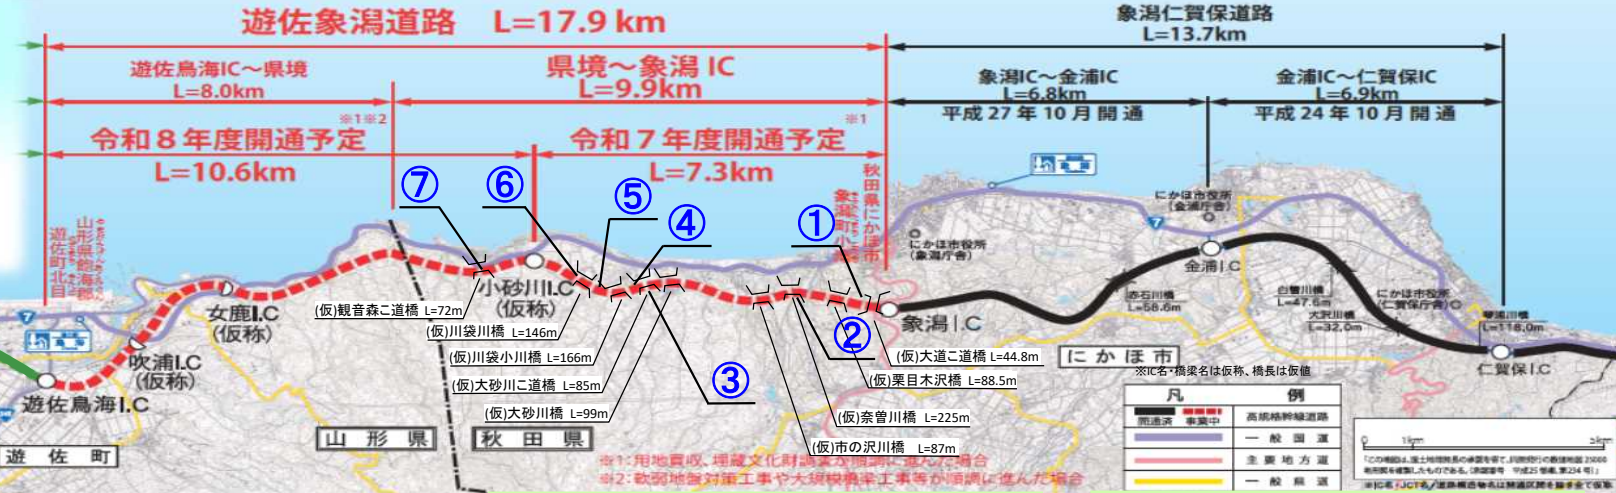 遊佐象潟道路　L=17.9 km
象潟仁賀保道路
L=13.7km
遊佐鳥海IC～県境
L=8.0km
県境～象潟 IC
L=9.9km
象潟IC～金浦IC
L=6.8km
平成 27 年 10 月 開 通
金浦IC～仁賀保IC
L=6.9km
平成 24 年 10 月 開 通
令和８年度開通予定
※1※2
L=10.6km
令和７年度開通予定
※1
L=7.3km
⑦
⑥
⑤
④
①
②
③
山形県飽海郡
遊佐町北目
秋田県にかほ市
象潟町小滝
にかほ市役所
(象潟庁舎)
にかほ市役所
(金浦庁舎)
にかほ市役所
(仁賀保庁舎)
7
7
遊佐鳥海I.C
吹浦I.C
(仮称)
女鹿I.C
(仮称)
小砂川I.C
(仮称)
象潟I.C
金浦I.C
仁賀保I.C
(仮)観音森こ道橋 L=72m
(仮)川袋川橋 L=146m
(仮)川袋小川橋 L=166m
(仮)大砂川こ道橋 L=85m
(仮)大砂川橋 L=99m
(仮)大道こ道橋 L=44.8m
(仮)栗目木沢橋 L=88.5m
(仮)奈曽川橋 L=225m
(仮)市の沢川橋 L=87m
赤石川橋
L=58.6m
白雪川橋
L=47.6m
大沢川橋
L=32.0m
L=118.0m
遊 佐 町
山 形 県
秋 田 県
にかほ市
※IC名・橋梁名は仮称、橋長は仮値
※1:用地買収、埋蔵文化財調査が順調に進んだ場合
※2:軟弱地盤対策工事や大規模橋梁工事等が順調に進んだ場合
凡 例
開通済 事業中 高規格幹線道路
一 般 国 道
主 要 地 方 道
一 般 県 道
0 1km 5km